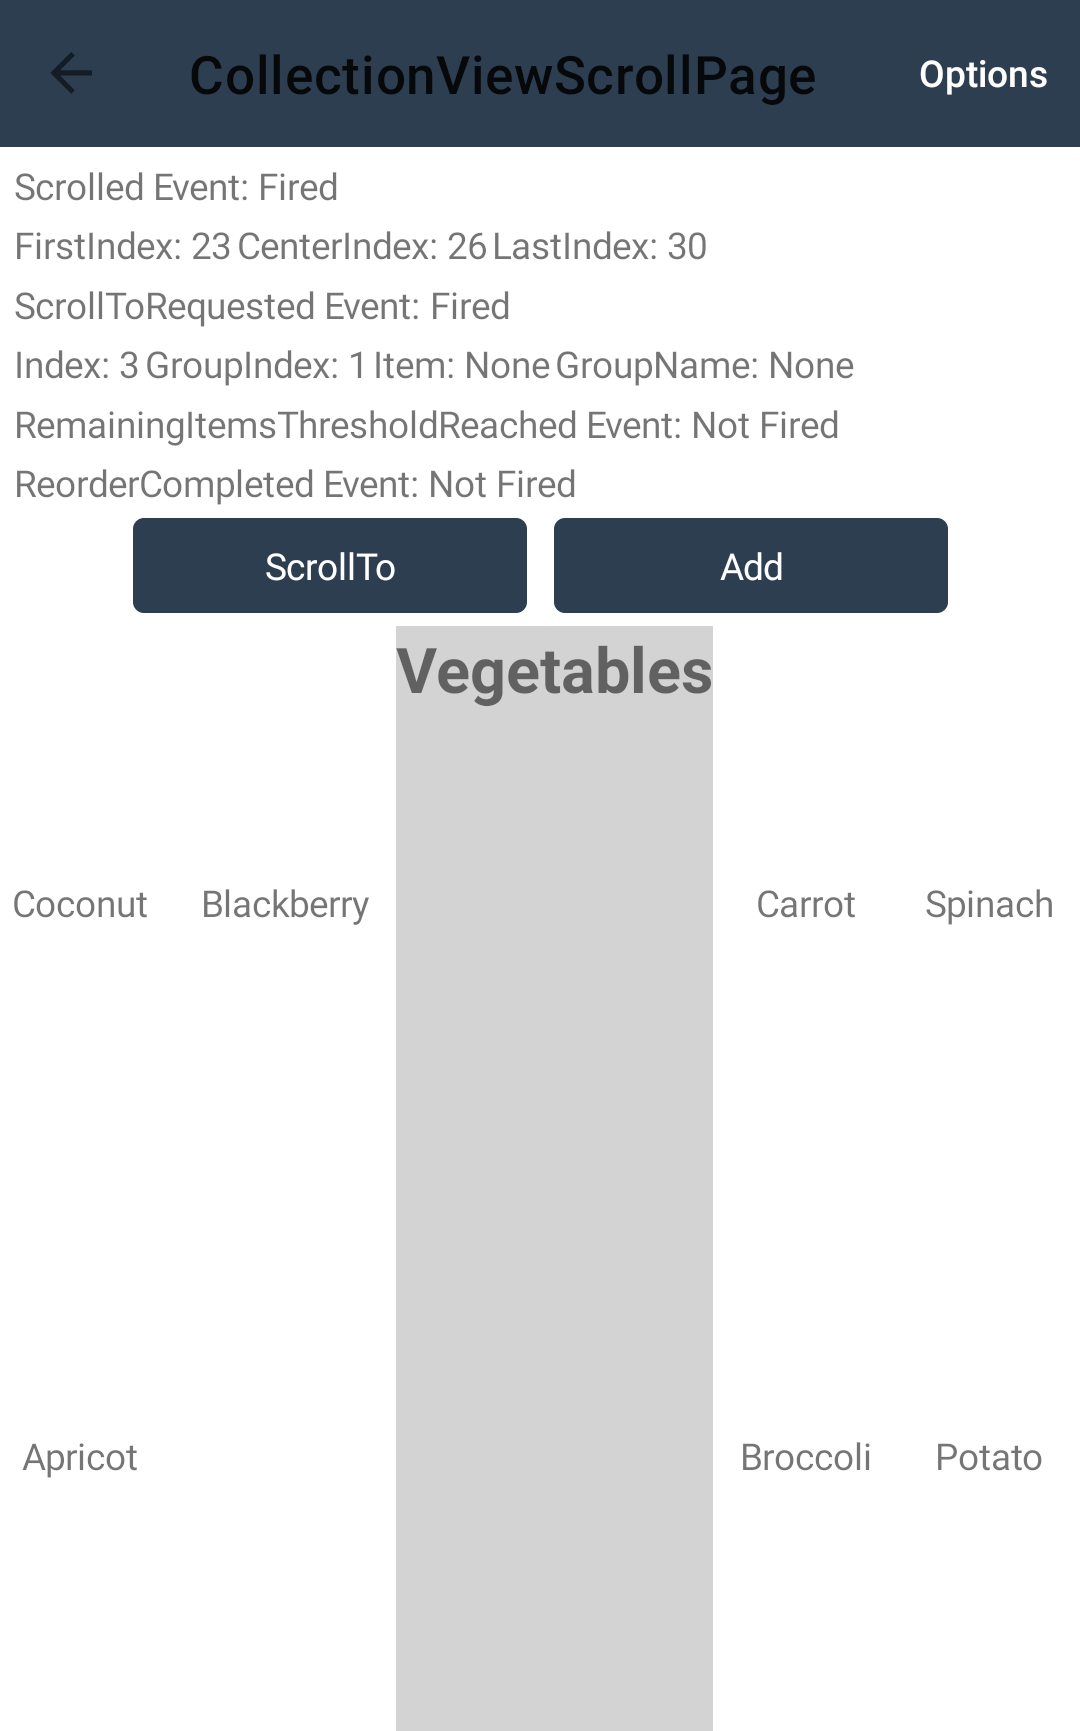 CollectionViewScrollPage Options
Scrolled Event: Fired
FirstIndex: 23 CenterIndex: 26 LastIndex: 30
ScrollToRequested Event: Fired
Index: 3 GroupIndex: 1 Item: None GroupName: None
RemainingItemsThresholdReached Event: Not Fired
ReorderCompleted Event: Not Fired
ScrollTo Add
Vegetables
Coconut Blackberry Carrot Spinach
Apricot Broccoli Potato